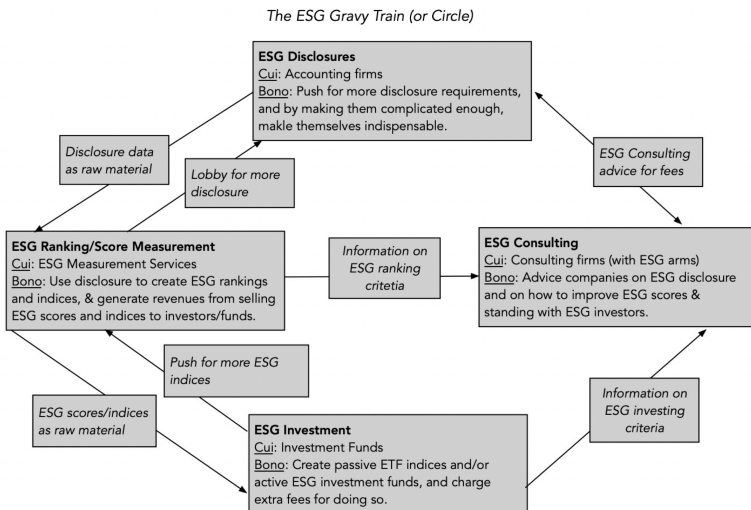 The ESG Gravy Train (or Circle)
ESG Disclosures
Cui: Accounting firms
Bono: Push for more disclosure requirements,
and by making them complicated enough,
makle themselves indispensable.
Disclosure data
as raw material
Lobby for more
disclosure
ESG Consulting
advice for fees
ESG Ranking/Score Measurement
Cui: ESG Measurement Services
Bono: Use disclosure to create ESG rankings
and indices, & generate revenues from selling
ESG scores and indices to investors/funds.
Information on
ESG ranking
critetia
ESG Consulting
Cui: Consulting firms (with ESG arms)
Bono: Advice companies on ESG disclosure
and on how to improve ESG scores &
standing with ESG investors.
Push for more ESG
indices
ESG scores/indices
as raw material
Information on
ESG investing
criteria
ESG Investment
Cui: Investment Funds
Bono: Create passive ETF indices and/or
active ESG investment funds, and charge
extra fees for doing so.